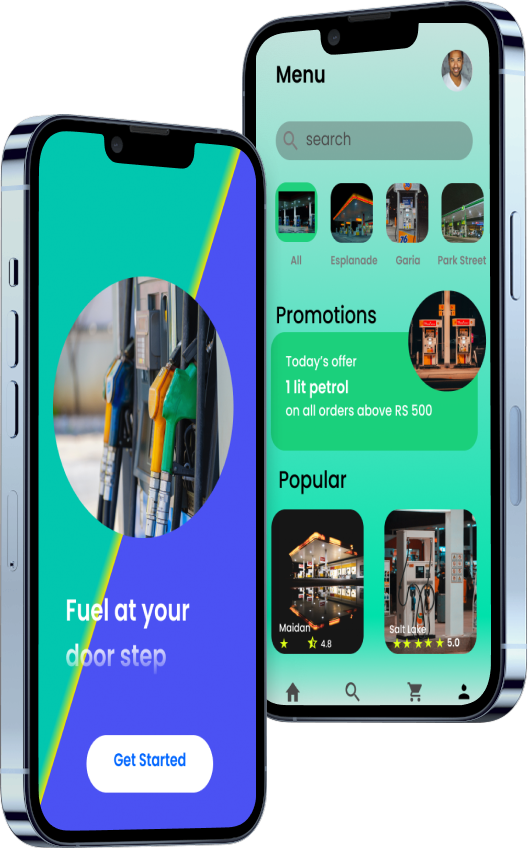 Menu
search
All
Esplanade
Garia
Park Street
Promotions
Today's offer
1 lit petrol
on all orders above RS 500
Popular
Maidan
4.8
Salt Lake
5.0
Fuel at your
door step
Get Started